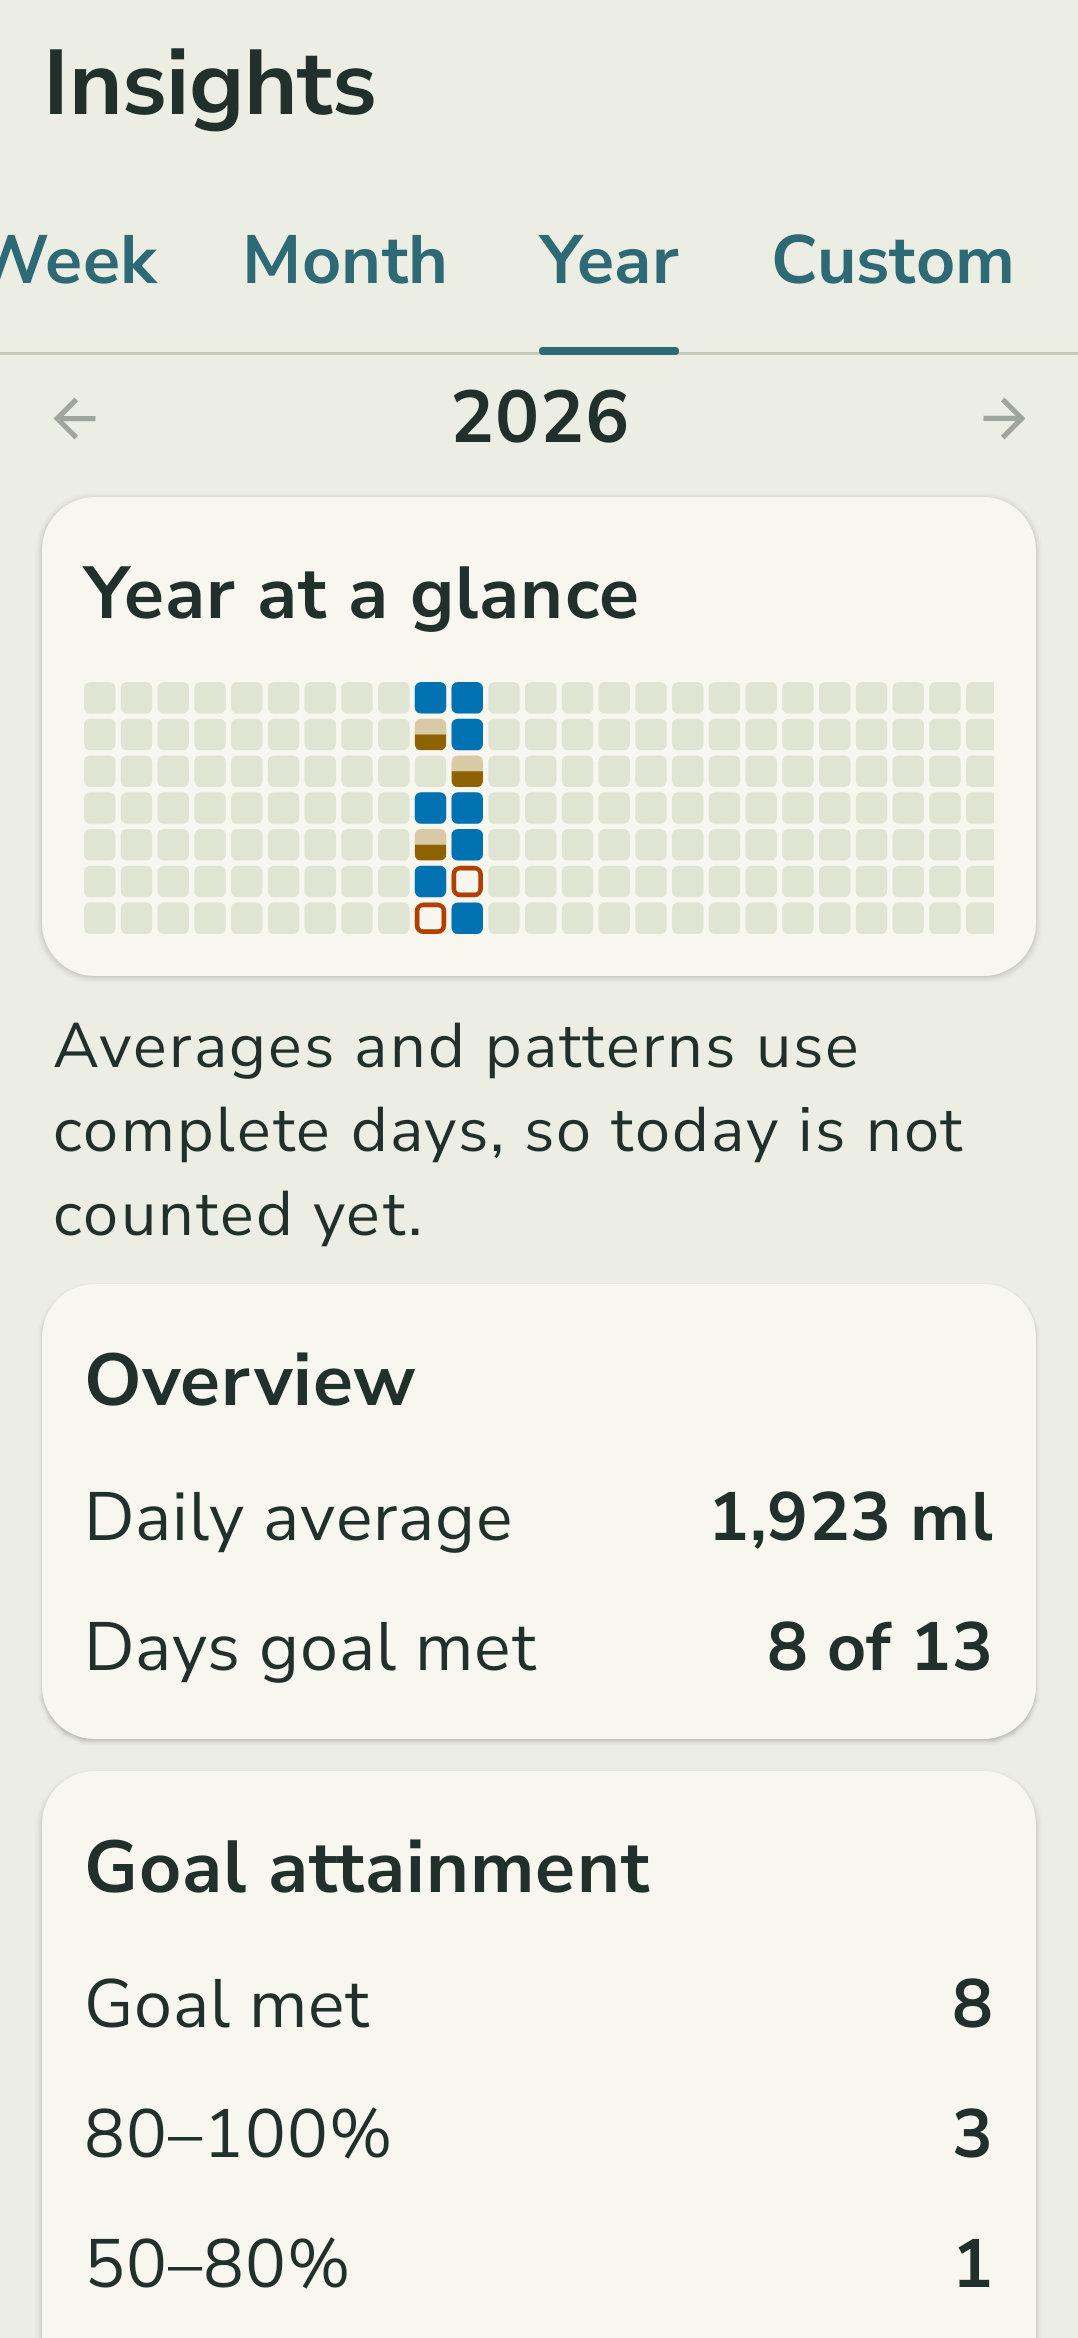 Insights
Week Month Year Custom
2026
Year at a glance
Averages and patterns use
complete days, so today is not
counted yet.
Overview
Daily average 1,923 ml
Days goal met 8 of 13
Goal attainment
Goal met 8
80–100% 3
50–80% 1